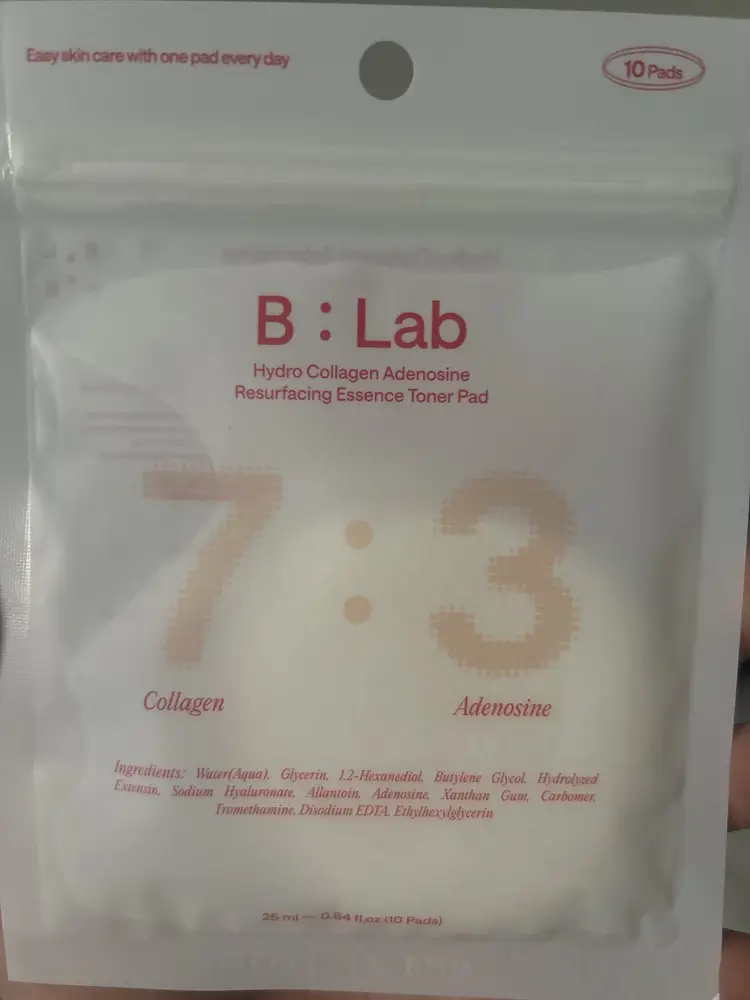 Easy skin care with one pad every day
10 Pads
B : Lab
Hydro Collagen Adenosine
Resurfacing Essence Toner Pad
7 : 3
Collagen
Adenosine
Ingredients: Water(Aqua), Glycerin, 1,2-Hexanediol, Butylene Glycol, Hydrolyzed
Extensin, Sodium Hyaluronate, Allantoin, Adenosine, Xanthan Gum, Carbomer,
Tromethamine, Disodium EDTA, Ethylhexylglycerin
25 ml — 0.84 fl.oz (10 Pads)